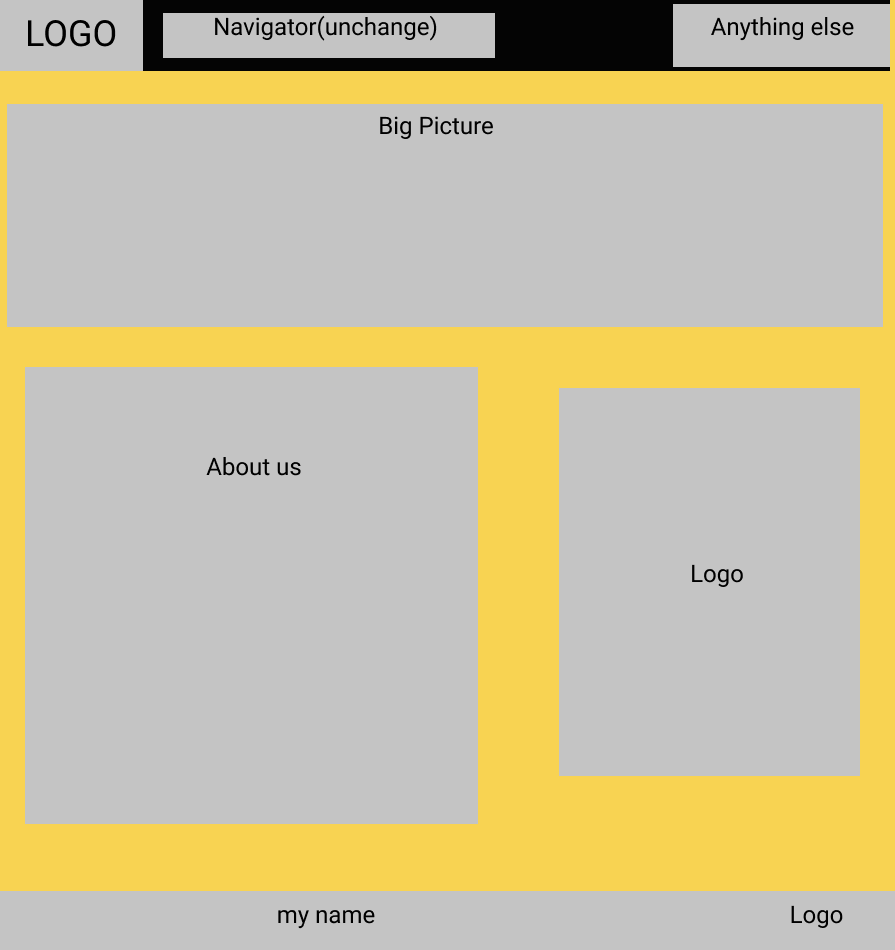 LOGO
Navigator(unchange)
Anything else
Big Picture
About us
Logo
my name
Logo